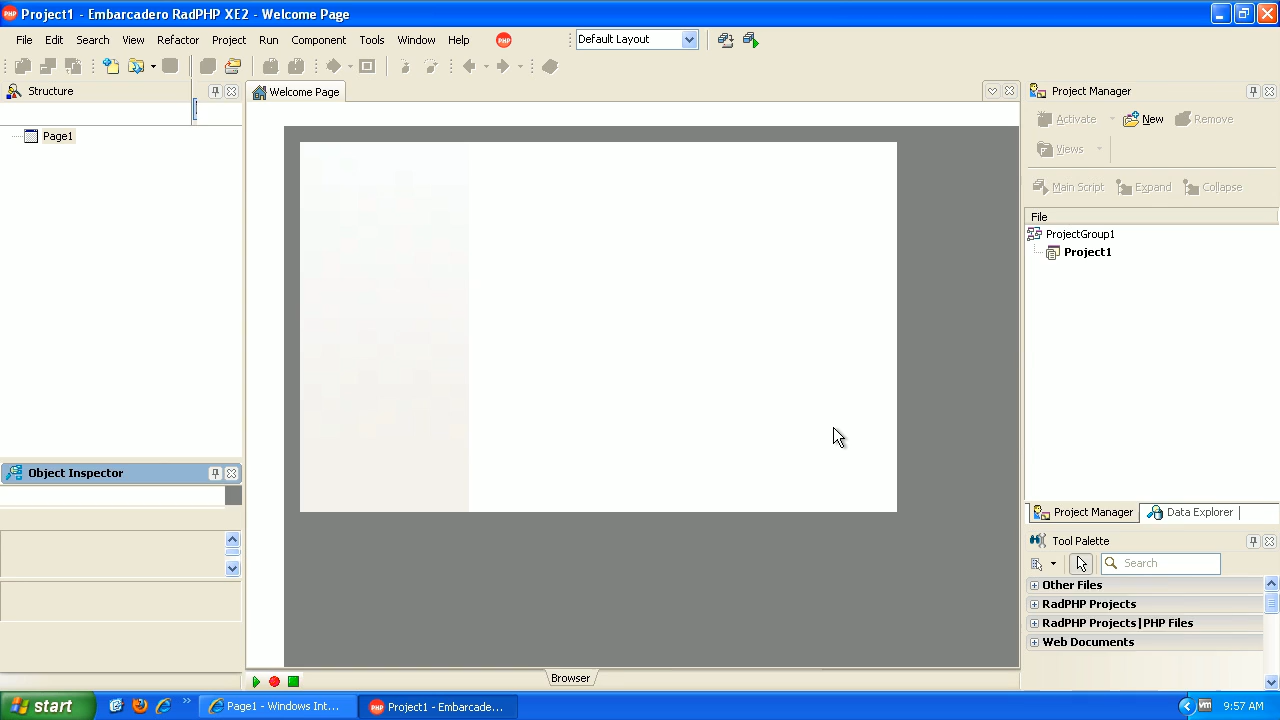 Project1 - Embarcadero RadPHP XE2 - Welcome Page
File Edit Search View Refactor Project Run Component Tools Window Help PHP Default Layout
Structure
Welcome Page
Project Manager
Activate New Remove
Page1
Views
Main Script Expand Collapse
File
ProjectGroup1
Project1
Object Inspector
Project Manager Data Explorer
Tool Palette
Search
Other Files
RadPHP Projects
RadPHP Projects|PHP Files
Web Documents
Browser
start Page1 - Windows Int... PHP Project1 - Embarcade... 9:57 AM